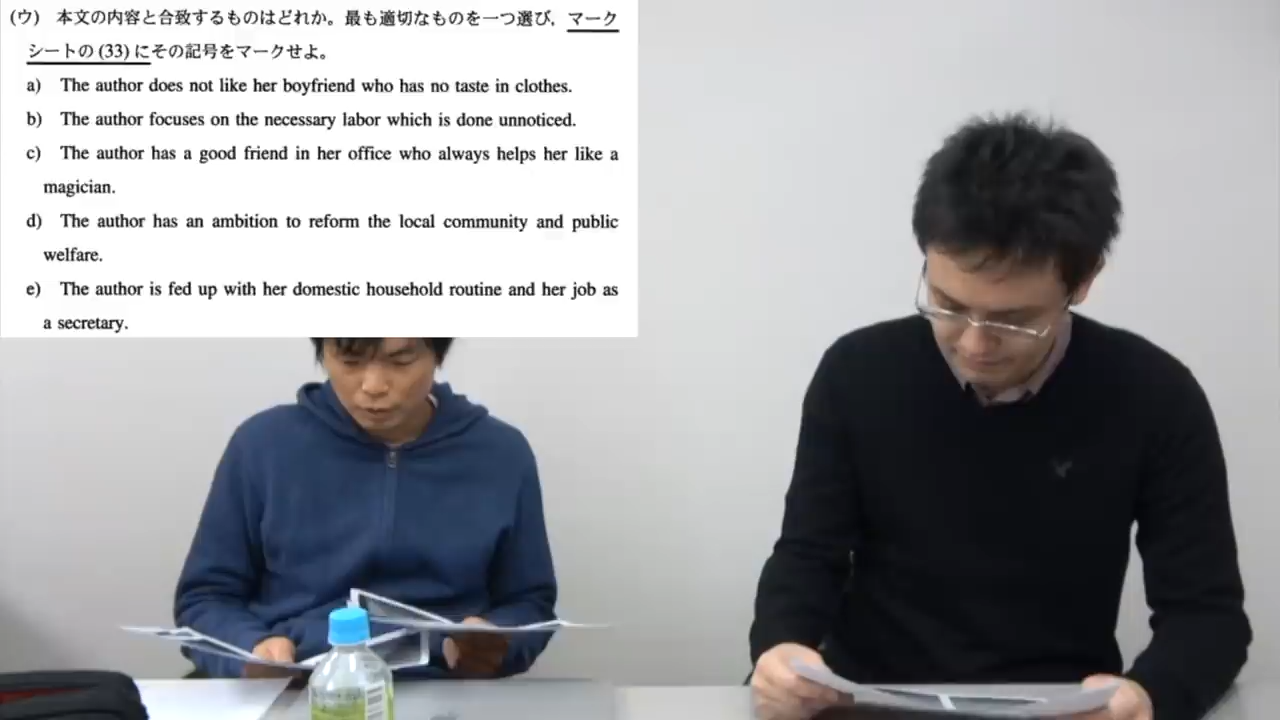 (ウ) 本文の内容と合致するものはどれか。最も適切なものを一つ選び，マーク
シートの (33) にその記号をマークせよ。
a) The author does not like her boyfriend who has no taste in clothes.
b) The author focuses on the necessary labor which is done unnoticed.
c) The author has a good friend in her office who always helps her like a
magician.
d) The author has an ambition to reform the local community and public
welfare.
e) The author is fed up with her domestic household routine and her job as
a secretary.